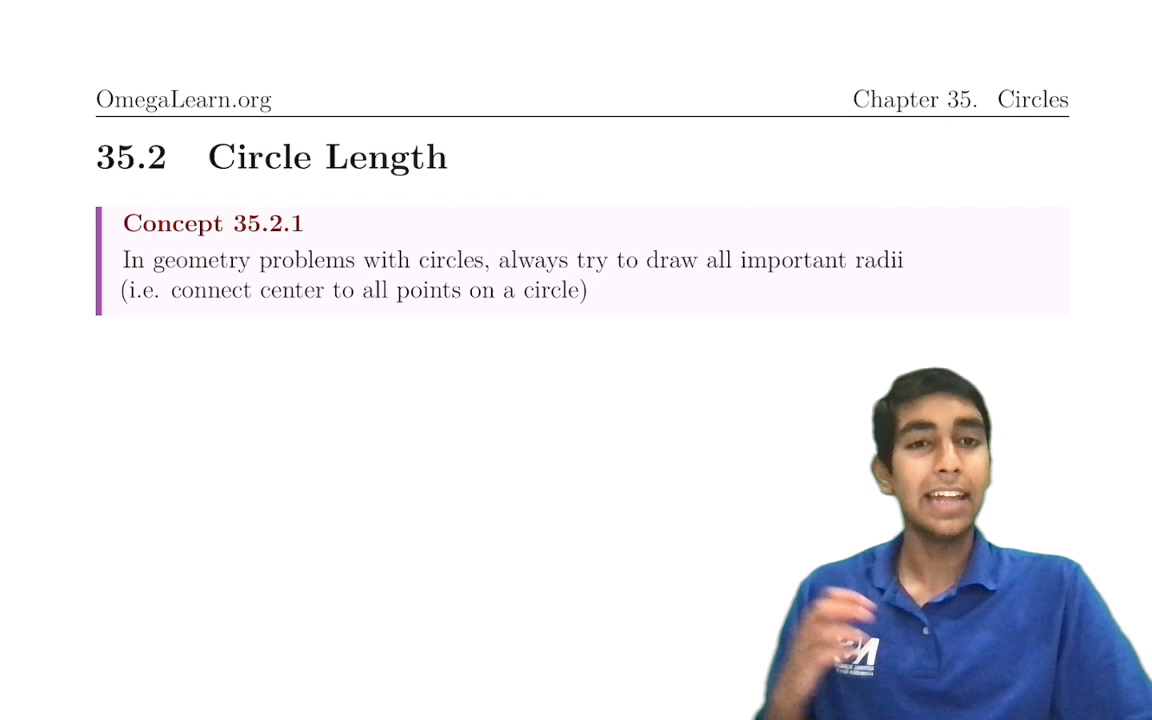 OmegaLearn.org
Chapter 35. Circles
35.2 Circle Length
Concept 35.2.1
In geometry problems with circles, always try to draw all important radii
(i.e. connect center to all points on a circle)